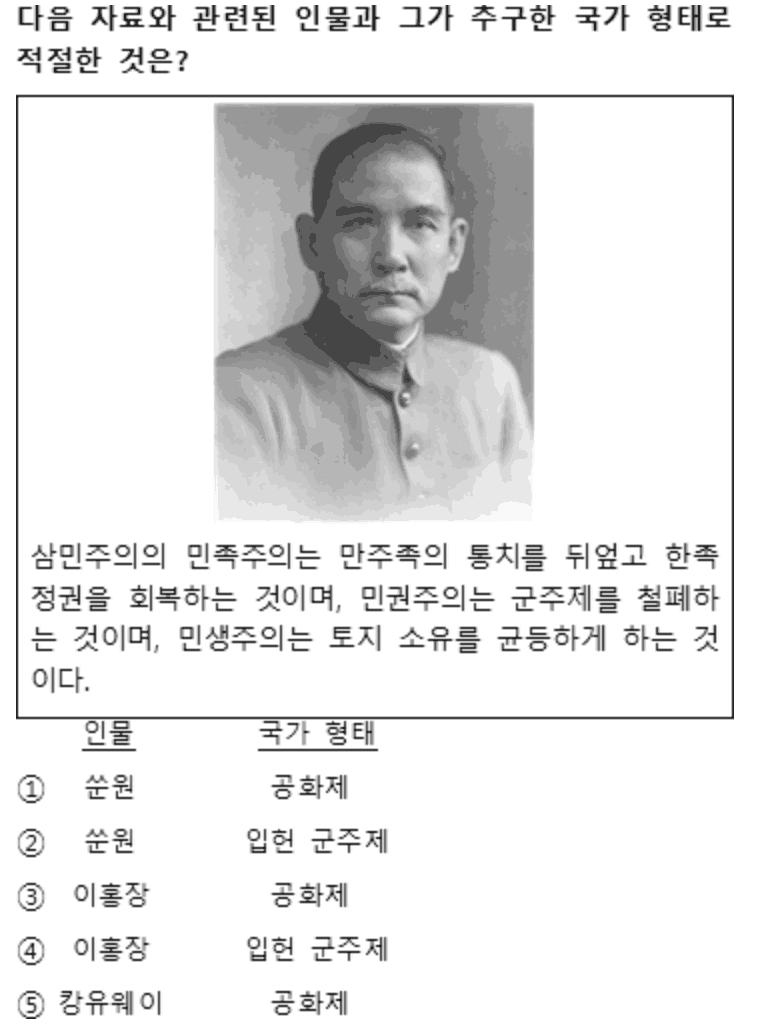 다음 자료와 관련된 인물과 그가 추구한 국가 형태로
적절한 것은?
삼민주의의 민족주의는 만주족의 통치를 뒤엎고 한족
정권을 회복하는 것이며, 민권주의는 군주제를 철폐하
는 것이며, 민생주의는 토지 소유를 균등하게 하는 것
이다.
인물 국가 형태
① 쑨원 공화제
② 쑨원 입헌 군주제
③ 이홍장 공화제
④ 이홍장 입헌 군주제
⑤ 캉유웨이 공화제